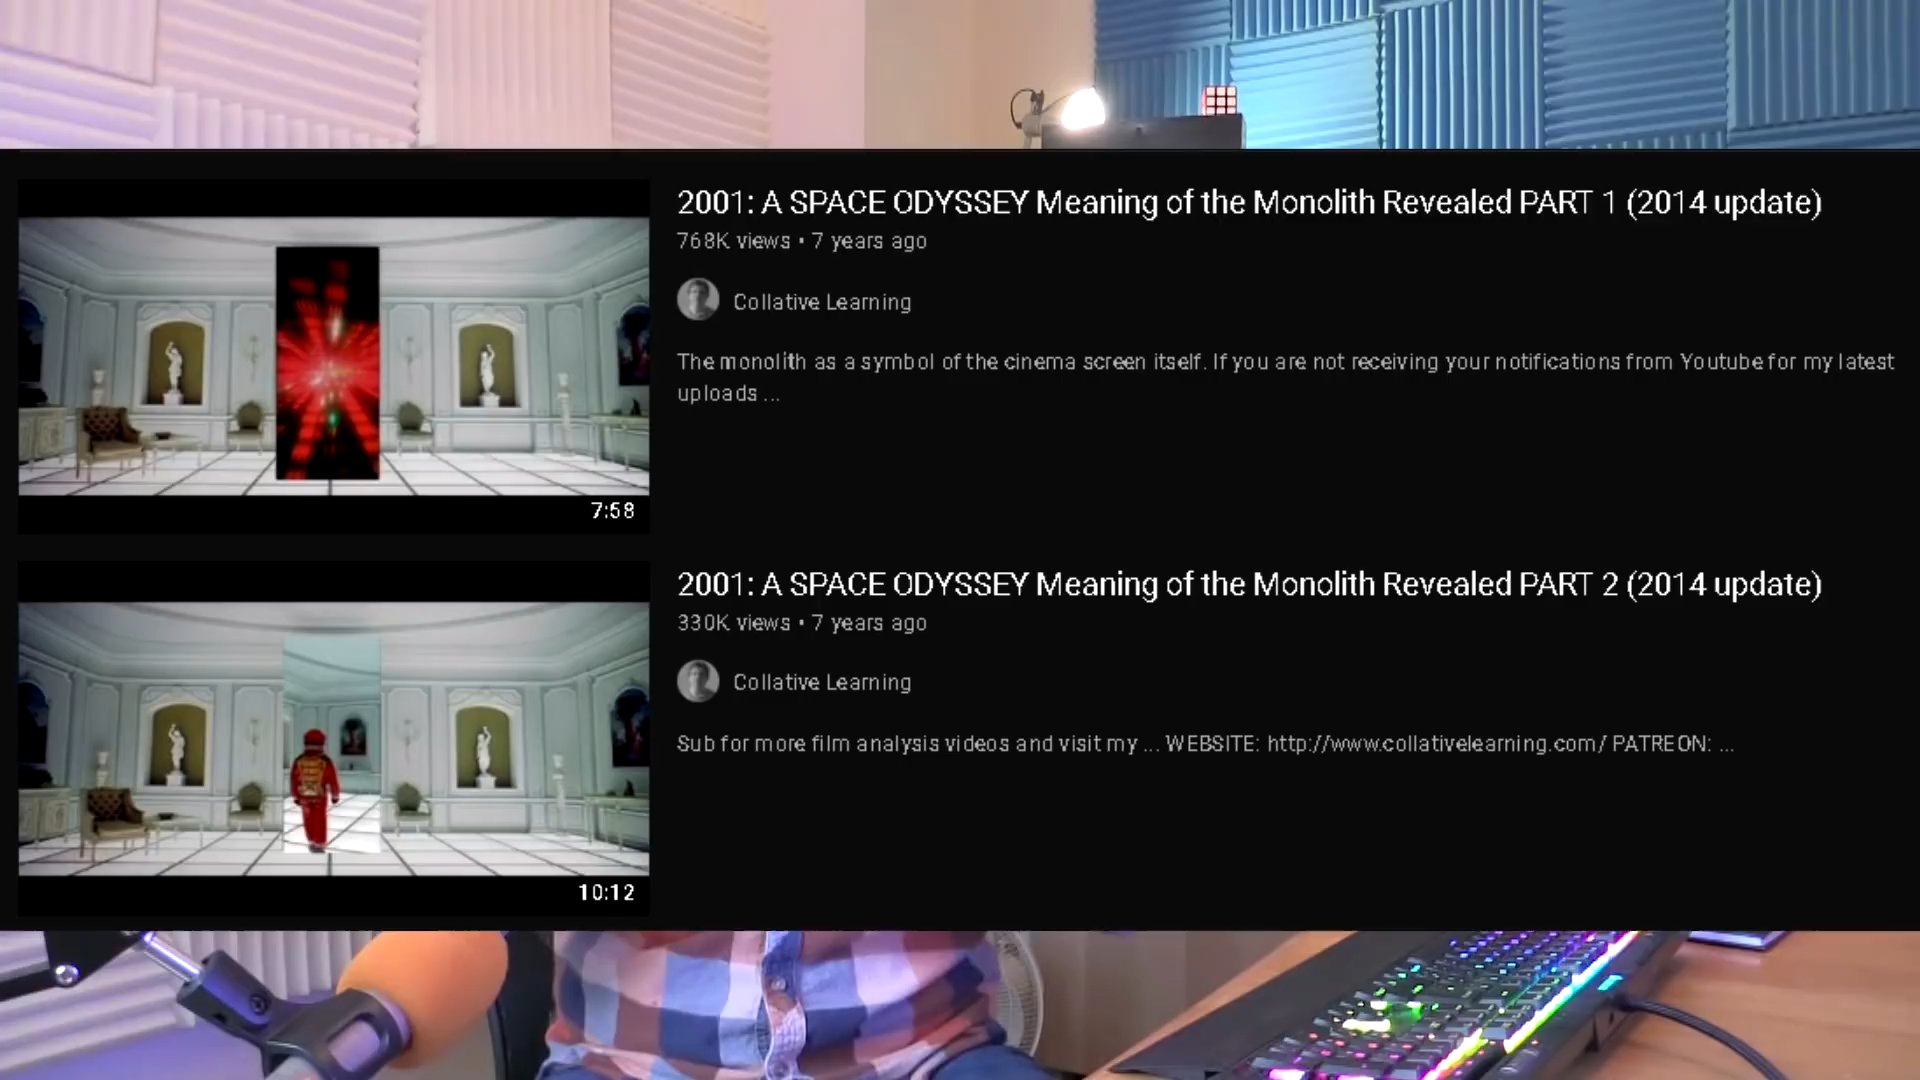 2001: A SPACE ODYSSEY Meaning of the Monolith Revealed PART 1 (2014 update)
768K views • 7 years ago
Collative Learning
The monolith as a symbol of the cinema screen itself. If you are not receiving your notifications from Youtube for my latest
uploads ...
7:58
2001: A SPACE ODYSSEY Meaning of the Monolith Revealed PART 2 (2014 update)
330K views • 7 years ago
Collative Learning
Sub for more film analysis videos and visit my ... WEBSITE: http://www.collativelearning.com/ PATREON: ...
10:12